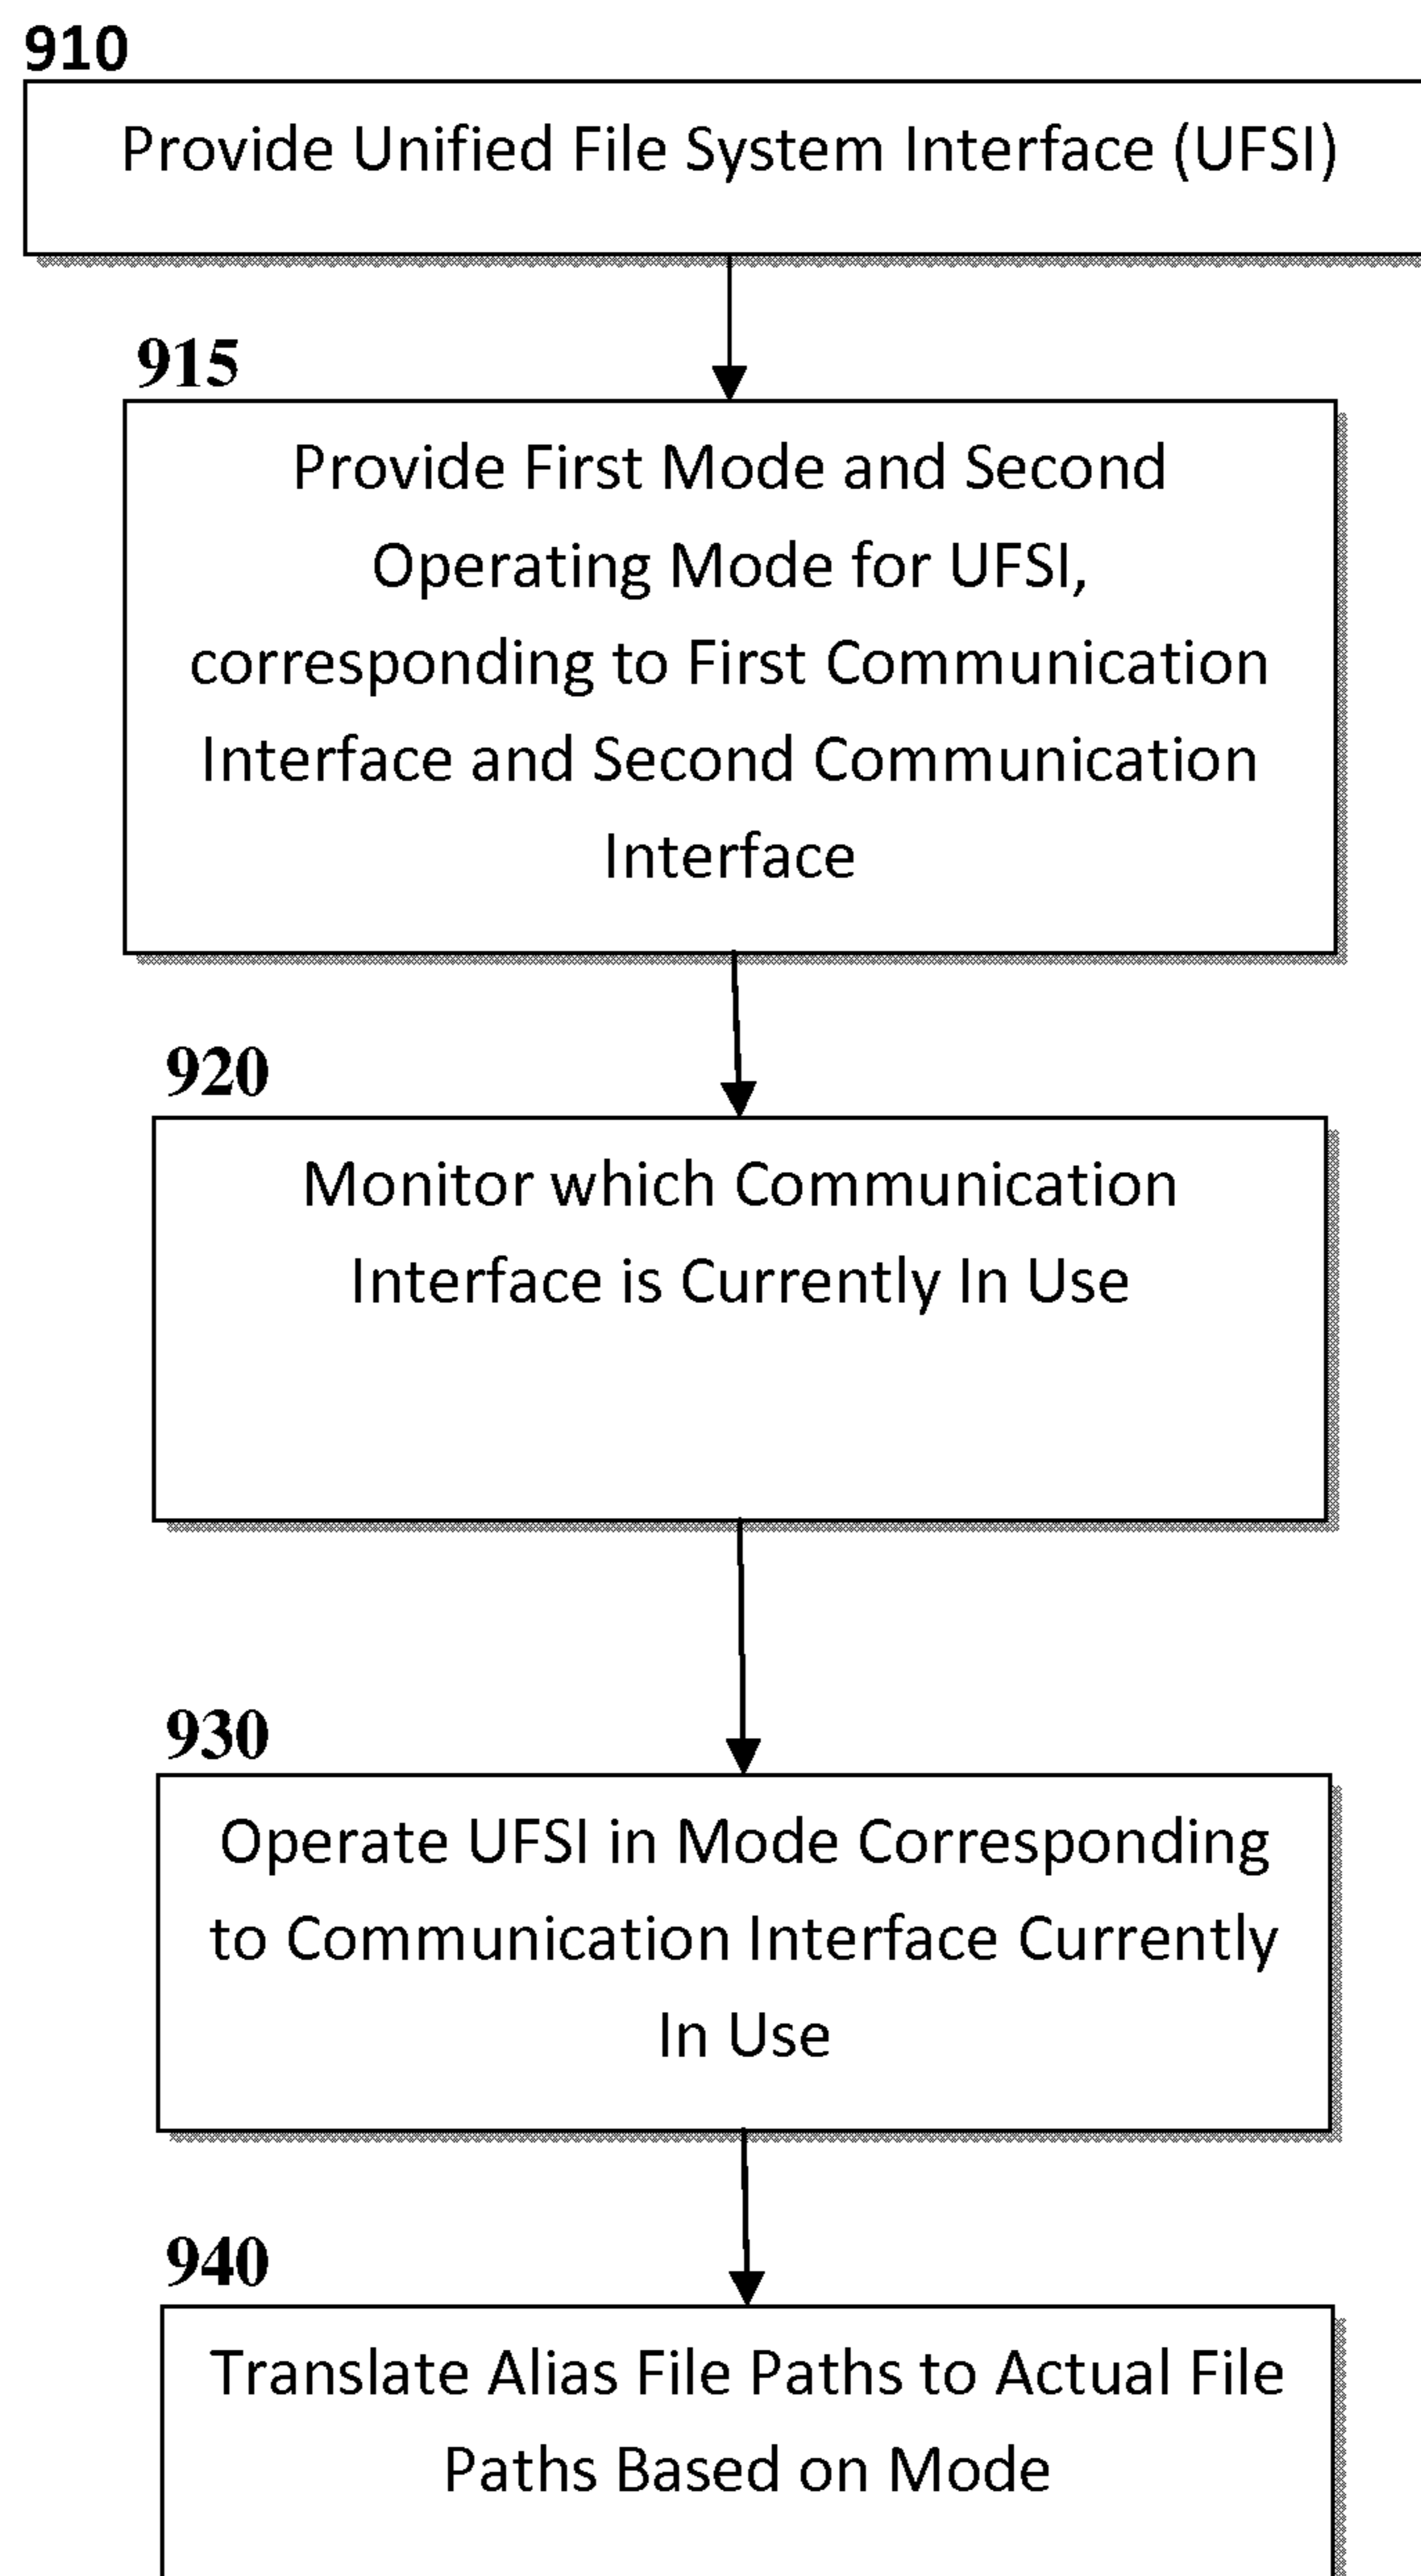 910
Provide Unified File System Interface (UFSI)
915
Provide First Mode and Second
Operating Mode for UFSI,
corresponding to First Communication
Interface and Second Communication
Interface
920
Monitor which Communication
Interface is Currently In Use
930
Operate UFSI in Mode Corresponding
to Communication Interface Currently
In Use
940
Translate Alias File Paths to Actual File
Paths Based on Mode